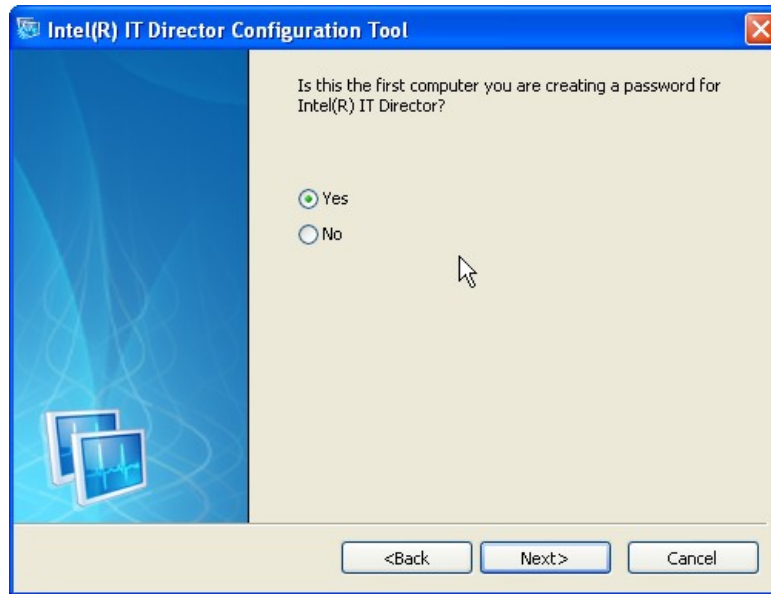 Intel(R) IT Director Configuration Tool
Is this the first computer you are creating a password for
Intel(R) IT Director?
Yes
No
<Back Next> Cancel